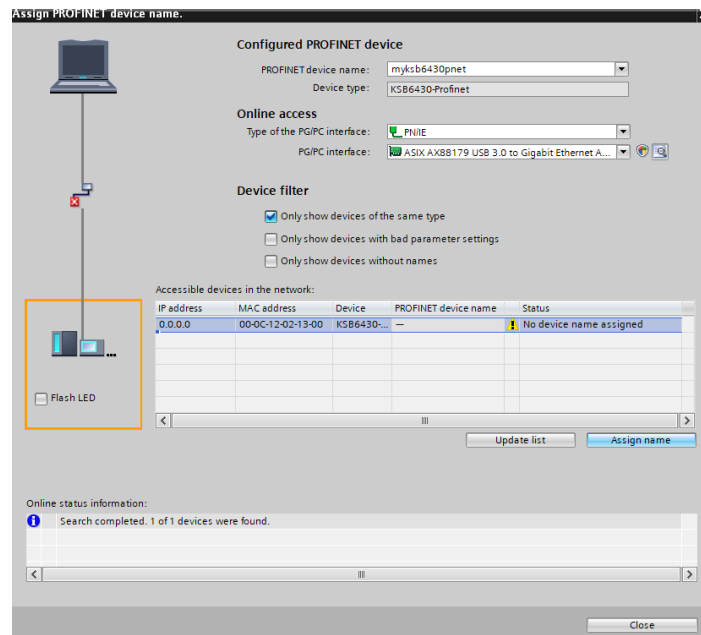 Assign PROFINET device name.
Configured PROFINET device
PROFINET device name: myksb6430pnet
Device type: KSB6430-Profinet
Online access
Type of the PG/PC interface: PN/IE
PG/PC interface: ASIX AX88179 USB 3.0 to Gigabit Ethernet A...
Device filter
Only show devices of the same type
Only show devices with bad parameter settings
Only show devices without names
Accessible devices in the network:
IP address MAC address Device PROFINET device name Status
0.0.0.0 00-0C-12-02-13-00 KSB6430-... — No device name assigned
Flash LED
Update list Assign name
Online status information:
Search completed. 1 of 1 devices were found.
Close